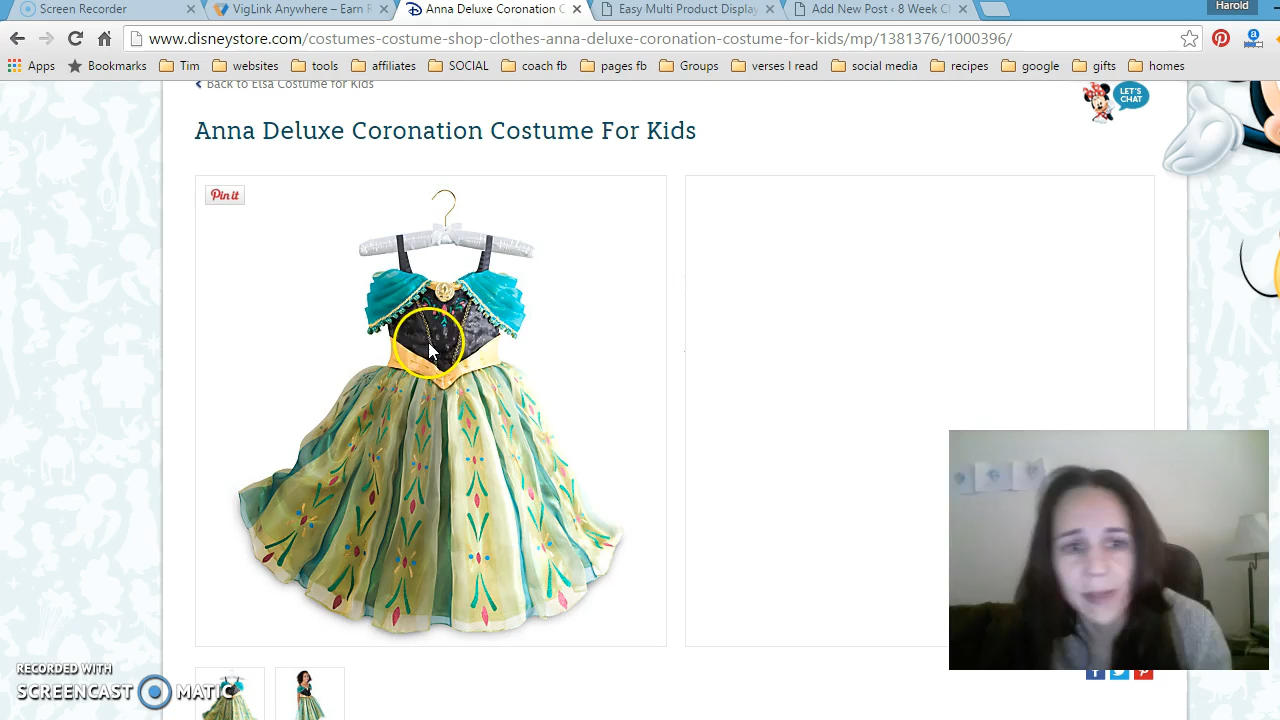 Screen Recorder
VigLink Anywhere – Earn R
Anna Deluxe Coronation C
Easy Multi Product Display
Add New Post ‹ 8 Week C
Harold
www.disneystore.com/costumes-costume-shop-clothes-anna-deluxe-coronation-costume-for-kids/mp/1381376/1000396/
Apps Bookmarks Tim websites tools affiliates SOCIAL coach fb pages fb Groups verses I read social media recipes google gifts homes
Back to Elsa Costume for Kids
LET'S
CHAT
Anna Deluxe Coronation Costume For Kids
Pin it
RECORDED WITH
SCREENCAST MATIC